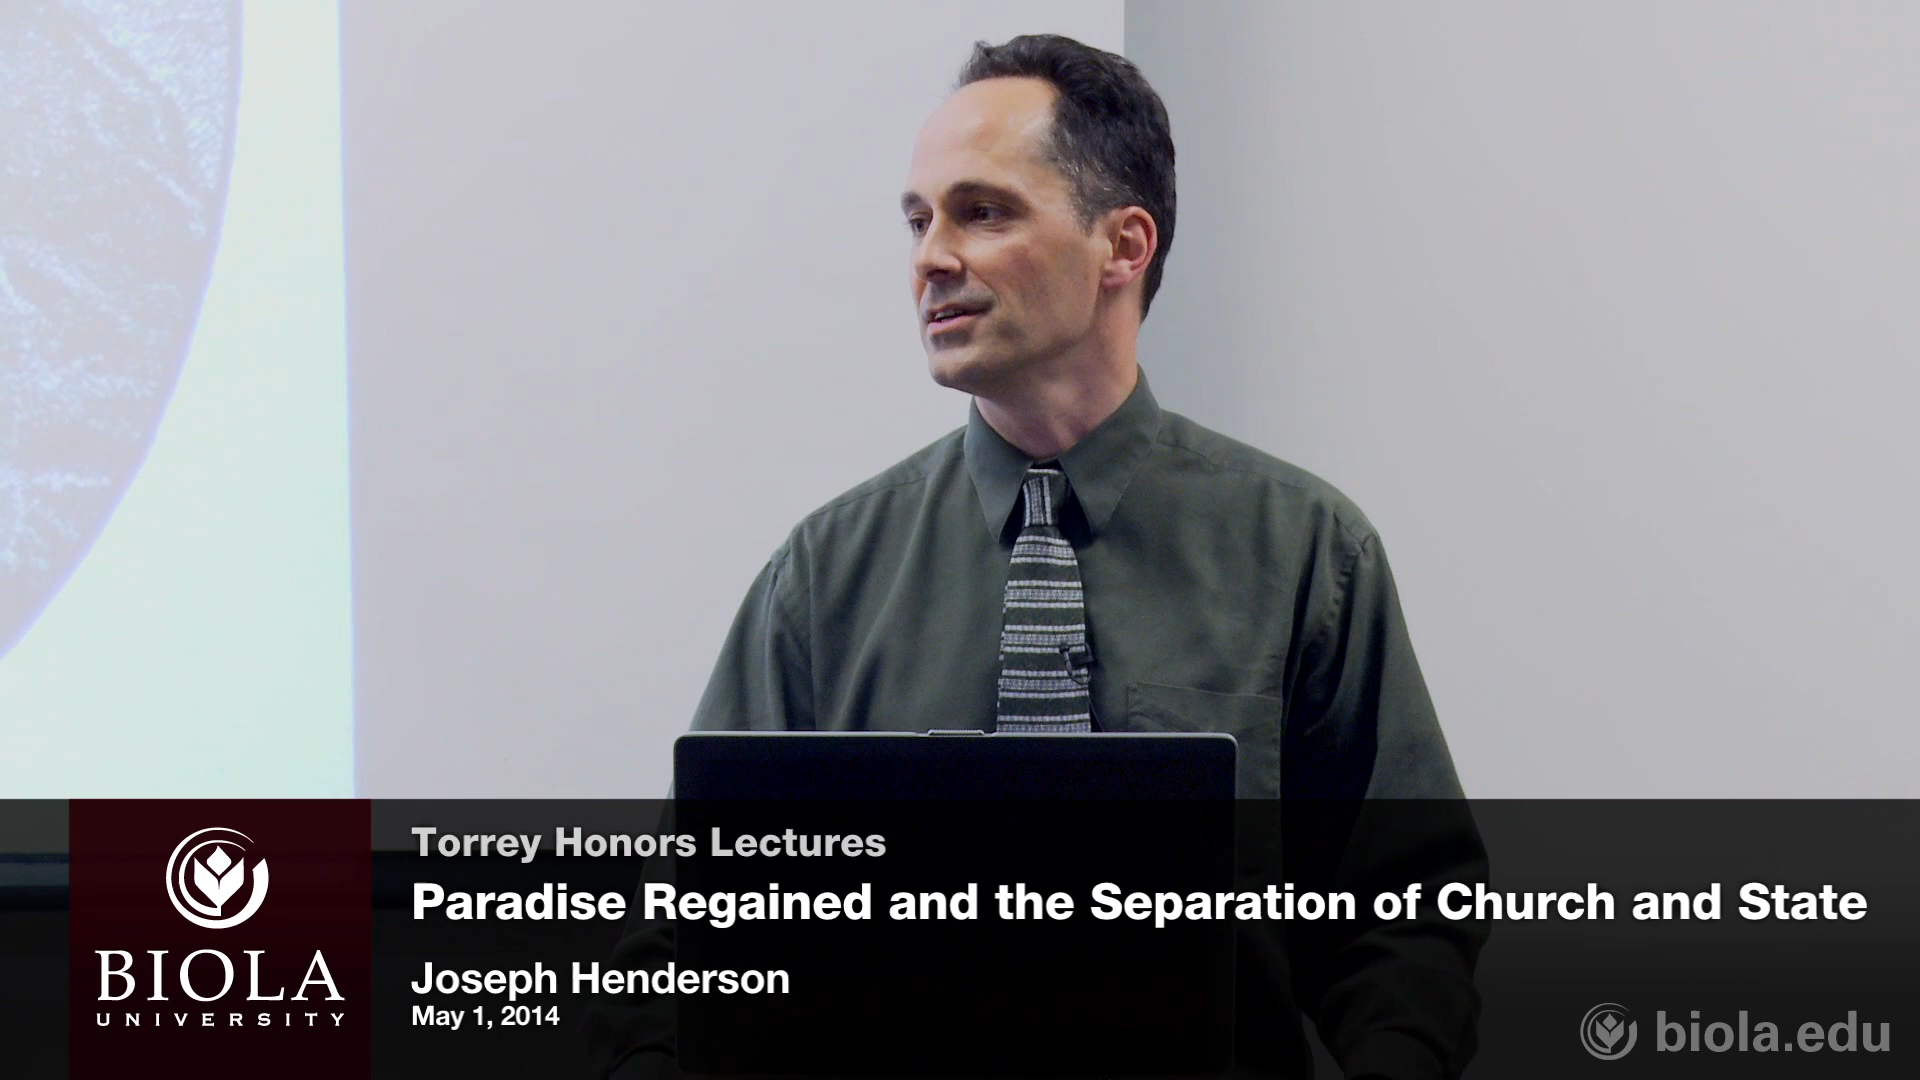 Torrey Honors Lectures
Paradise Regained and the Separation of Church and State
Joseph Henderson
May 1, 2014
BIOLA
UNIVERSITY
biola.edu